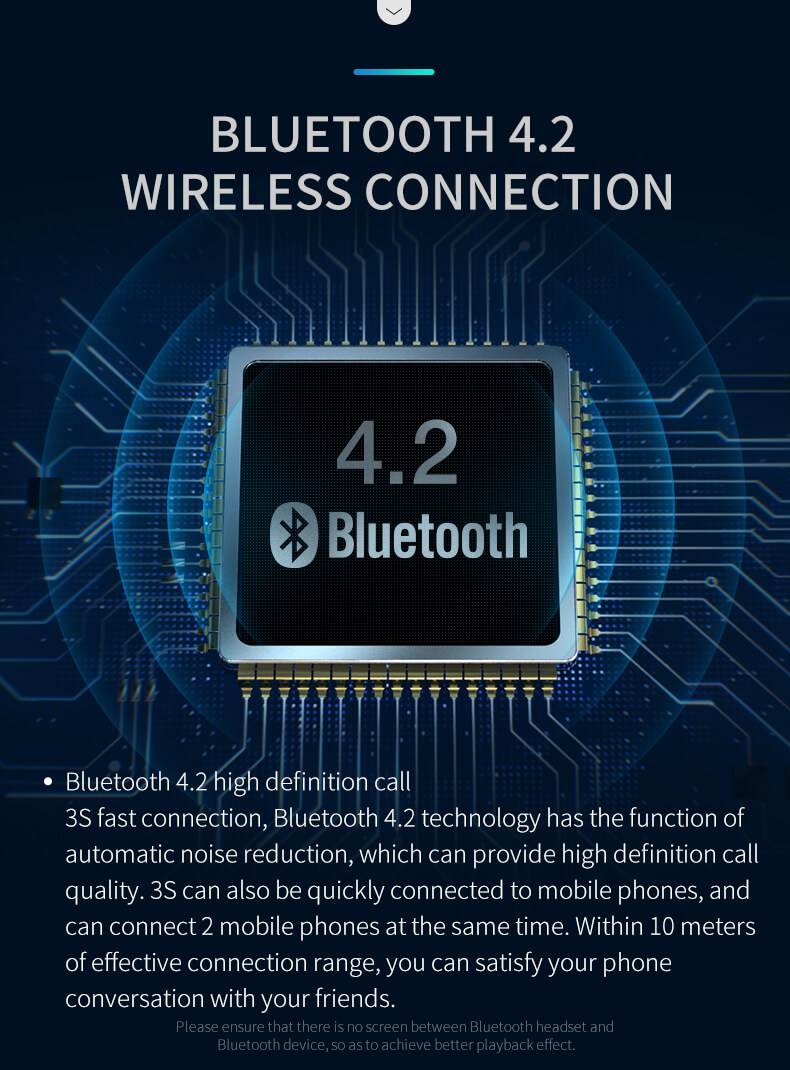 BLUETOOTH 4.2
WIRELESS CONNECTION
4.2
Bluetooth
• Bluetooth 4.2 high definition call
3S fast connection, Bluetooth 4.2 technology has the function of
automatic noise reduction, which can provide high definition call
quality. 3S can also be quickly connected to mobile phones, and
can connect 2 mobile phones at the same time. Within 10 meters
of effective connection range, you can satisfy your phone
conversation with your friends.
Please ensure that there is no screen between Bluetooth headset and
Bluetooth device, so as to achieve better playback effect.